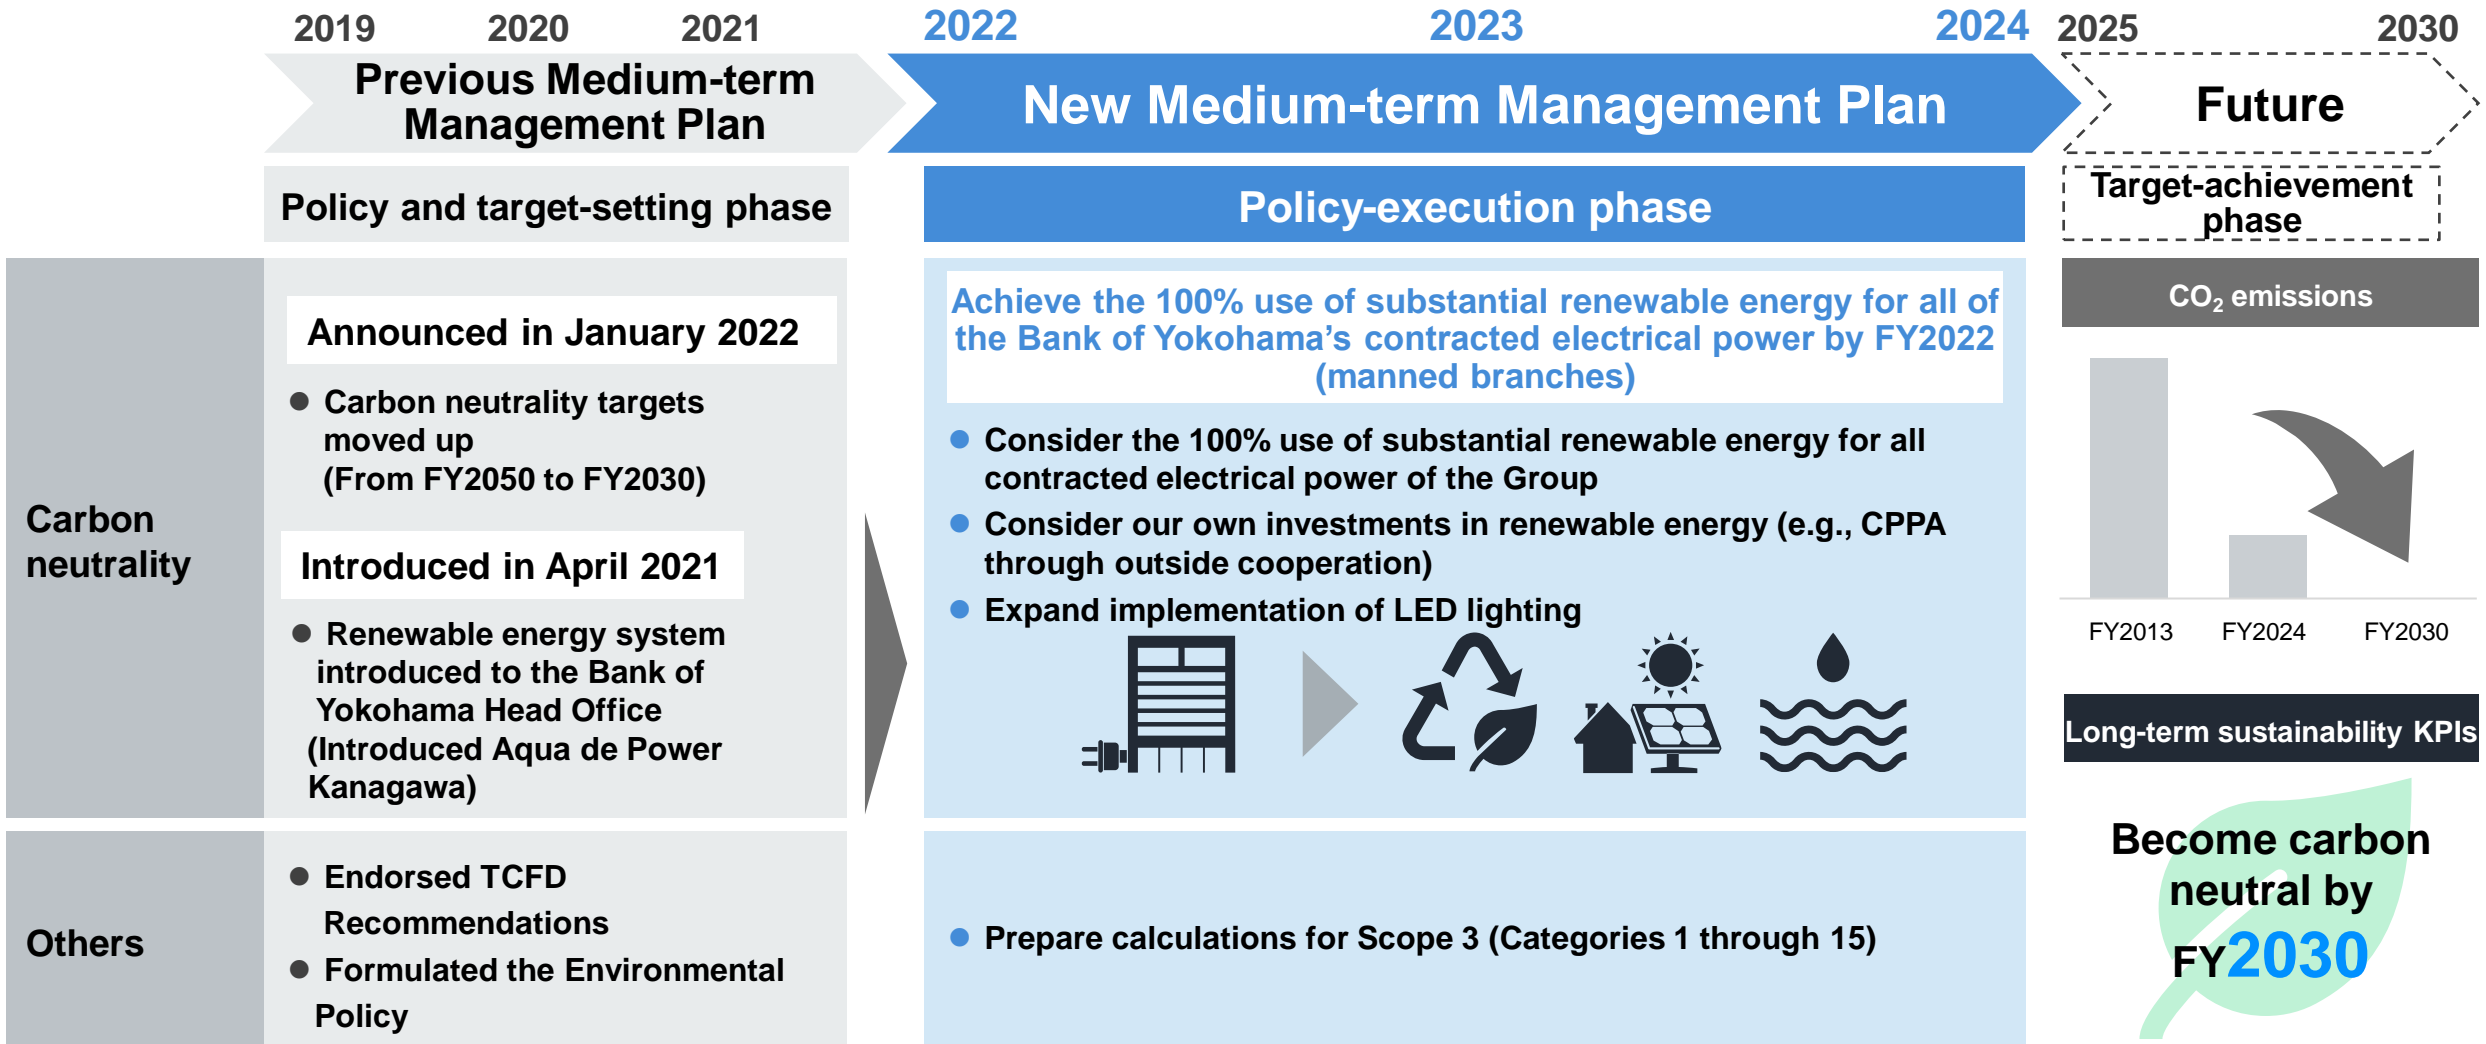 2019 2020 2021 2022 2023 2024 2025 2030
Previous Medium-term
Management Plan
New Medium-term Management Plan
Future
Policy and target-setting phase
Policy-execution phase
Target-achievement
phase
Carbon
neutrality
Announced in January 2022
● Carbon neutrality targets
moved up
(From FY2050 to FY2030)
Introduced in April 2021
● Renewable energy system
introduced to the Bank of
Yokohama Head Office
(Introduced Aqua de Power
Kanagawa)
Achieve the 100% use of substantial renewable energy for all of
the Bank of Yokohama’s contracted electrical power by FY2022
(manned branches)
● Consider the 100% use of substantial renewable energy for all
contracted electrical power of the Group
● Consider our own investments in renewable energy (e.g., CPPA
through outside cooperation)
● Expand implementation of LED lighting
CO₂ emissions
FY2013 FY2024 FY2030
Long-term sustainability KPIs
Become carbon
neutral by
FY2030
Others
● Endorsed TCFD
Recommendations
● Formulated the Environmental
Policy
● Prepare calculations for Scope 3 (Categories 1 through 15)